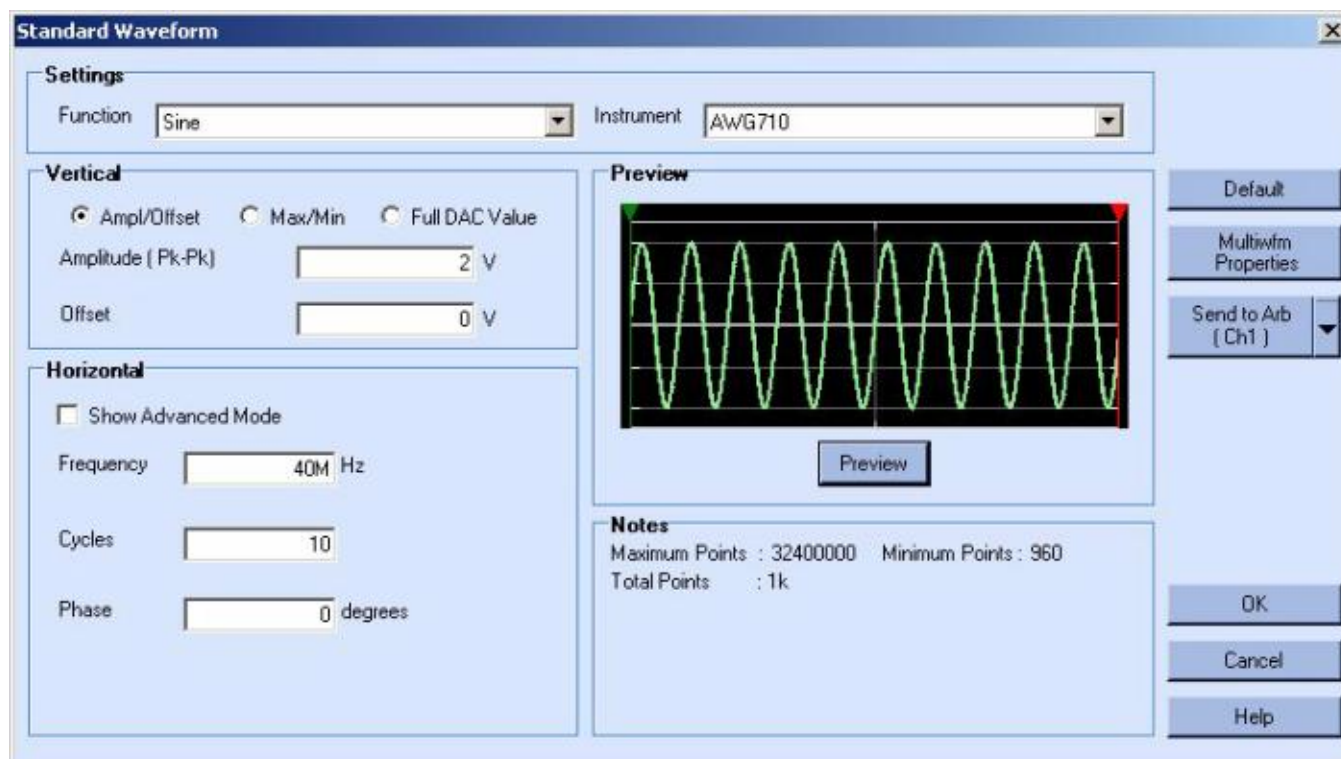 Standard Waveform
Settings
Function Sine Instrument AWG710
Vertical
Ampl/Offset Max/Min Full DAC Value
Amplitude ( Pk-Pk) 2 V
Offset 0 V
Horizontal
Show Advanced Mode
Frequency 40M Hz
Cycles 10
Phase 0 degrees
Preview
Preview
Notes
Maximum Points : 32400000 Minimum Points : 960
Total Points : 1k
Default
Multiwfm
Properties
Send to Arb
( Ch1 )
OK
Cancel
Help